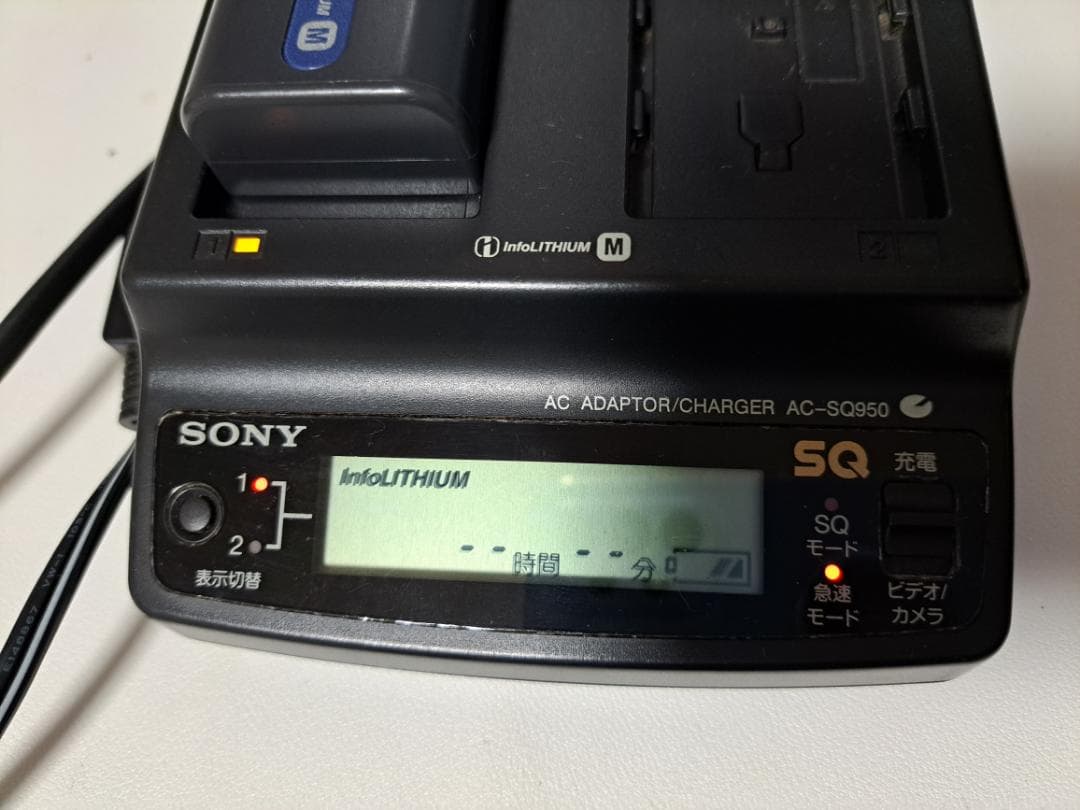 M
1
InfoLITHIUM M
2
AC ADAPTOR/CHARGER AC-SQ950
SONY
SQ
充電
1
InfoLITHIUM
SQ
モード
2
-- 時間 -- 分
表示切替
急速
モード
ビデオ/
カメラ